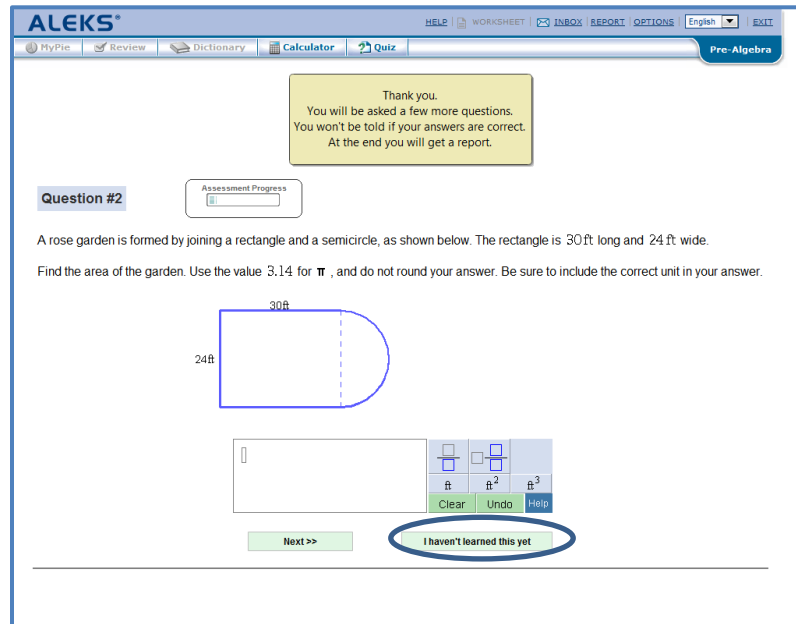 ALEKS®
HELP | WORKSHEET | INBOX | REPORT | OPTIONS | English | EXIT
MyPie Review Dictionary Calculator Quiz
Pre-Algebra
Thank you.
You will be asked a few more questions.
You won't be told if your answers are correct.
At the end you will get a report.
Question #2
Assessment Progress
A rose garden is formed by joining a rectangle and a semicircle, as shown below. The rectangle is 30 ft long and 24 ft wide.
Find the area of the garden. Use the value 3.14 for π , and do not round your answer. Be sure to include the correct unit in your answer.
30ft
24ft
ft ft² ft³
Clear Undo Help
Next >>
I haven't learned this yet